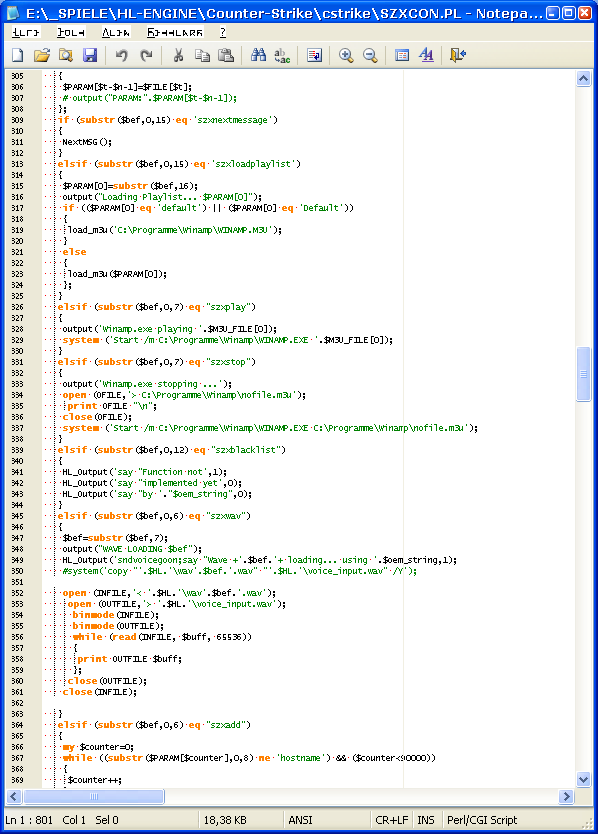 E:\_SPIELE\HL-ENGINE\Counter-Strike\cstrike\SZXCON.PL - Notepa...
?
305 {
306 $PARAM[$t-$n-1]=$FILE[$t];
307 # output("PARAM:".$PARAM[$t-$n-1]);
308 };
309 if (substr($bef,0,15) eq 'szxnextmessage')
310 {
311 NextMSG();
312 }
313 elsif (substr($bef,0,15) eq 'szxloadplaylist')
314 {
315 $PARAM[0]=substr($bef,16);
316 output("Loading Playlist... $PARAM[0]");
317 if (($PARAM[0] eq 'default') || ($PARAM[0] eq 'Default'))
318 {
319 load_m3u('C:\Programme\Winamp\WINAMP.M3U');
320 }
321 else
322 {
323 load_m3u($PARAM[0]);
324 };
325 }
326 elsif (substr($bef,0,7) eq "szxplay")
327 {
328 output('Winamp.exe playing '.$M3U_FILE[0]);
329 system ('Start /m C:\Programme\Winamp\WINAMP.EXE '.$M3U_FILE[0]);
330 }
331 elsif (substr($bef,0,7) eq "szxstop")
332 {
333 output('Winamp.exe stopping ...');
334 open (OFILE,'> C:\Programme\Winamp\nofile.m3u');
335 print OFILE "\n";
336 close(OFILE);
337 system ('Start /m C:\Programme\Winamp\WINAMP.EXE C:\Programme\Winamp\nofile.m3u');
338 }
339 elsif (substr($bef,0,12) eq "szxblacklist")
340 {
341 HL_Output('say "Function not',1);
342 HL_Output('say "implemented yet',0);
343 HL_Output('say "by '."$oem_string",0);
344 }
345 elsif (substr($bef,0,6) eq "szxwav")
346 {
347 $bef=substr($bef,7);
348 output("WAVE LOADING $bef");
349 HL_Output('sndvoicegoon;say "Wave +'.$bef.'+ loading... using '.$oem_string,1);
350 #system('copy "'.$HL.'\wav'.$bef.'.wav" "'.$HL.'\voice_input.wav" /Y');
351
352 open (INFILE,'< '.$HL.'\wav'.$bef.'.wav');
353 open (OUTFILE,'> '.$HL.'\voice_input.wav');
354 binmode(INFILE);
355 binmode(OUTFILE);
356 while (read(INFILE, $buff, 65536))
357 {
358 print OUTFILE $buff;
359 };
360 close(OUTFILE);
361 close(INFILE);
362
363 }
364 elsif (substr($bef,0,6) eq "szxadd")
365 {
366 my $counter=0;
367 while ((substr($PARAM[$counter],0,8) ne 'hostname') && ($counter<90000))
368 {
369 $counter++;
Ln 1 : 801 Col 1 Sel 0 18,38 KB ANSI CR+LF INS Perl/CGI Script